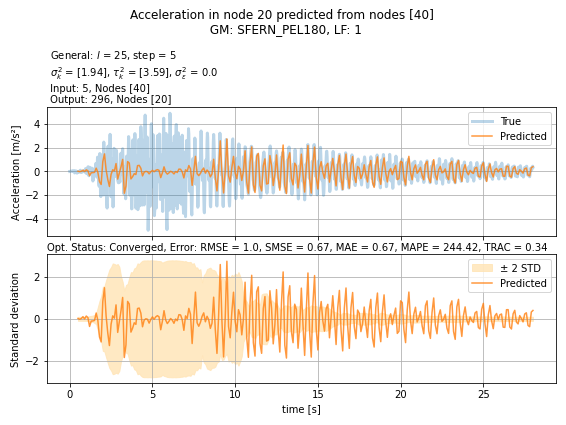 Acceleration in node 20 predicted from nodes [40]
GM: SFERN_PEL180, LF: 1
General: l = 25, step = 5
σ²ₖ = [1.94], τ²ₖ = [3.59], σ²ε = 0.0
Input: 5, Nodes [40]
Output: 296, Nodes [20]
Acceleration [m/s²]
4
2
0
−2
−4
True
Predicted
Opt. Status: Converged, Error: RMSE = 1.0, SMSE = 0.67, MAE = 0.67, MAPE = 244.42, TRAC = 0.34
Standard deviation
2
0
−2
± 2 STD
Predicted
0 5 10 15 20 25
time [s]